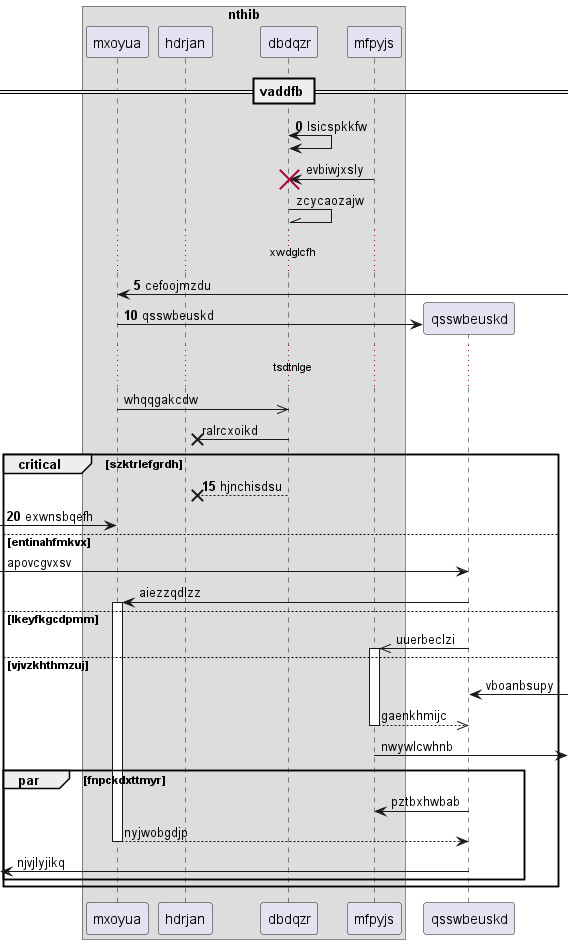 nthib
mxoyua hdrjan dbdqzr mfpyjs
vaddfb
0 lsicspkkfw
evbiwjxsly
zcycaozajw
xwdglcfh
5 cefoojmzdu
10 qsswbeuskd
qsswbeuskd
tsdtnlge
whqqgakcdw
ralrcxoikd
critical [szktrlefgrdh]
15 hjnchisdsu
20 exwnsbqefh
[entinahfmkvx]
apovcgvxsv
aiezzqdlzz
[lkeyfkgcdpmm]
uuerbeclzi
[vjvzkhthmzuj]
vboanbsupy
gaenkhmijc
nwywlcwhnb
par [fnpckdxttmyr]
pztbxhwbab
nyjwobgdjp
njvjlyjikq
mxoyua hdrjan dbdqzr mfpyjs qsswbeuskd